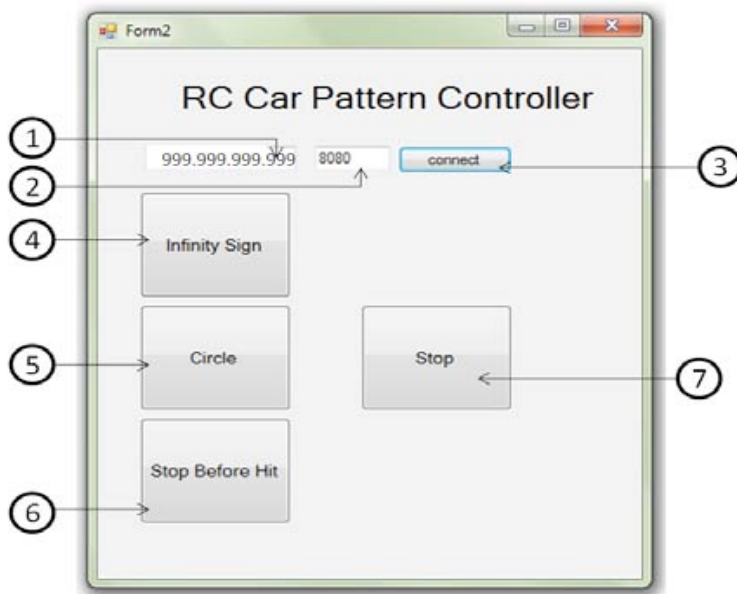 Form2
RC Car Pattern Controller
1
999.999.999.999 8080 connect
2
3
4
Infinity Sign
5
Circle Stop
7
Stop Before Hit
6